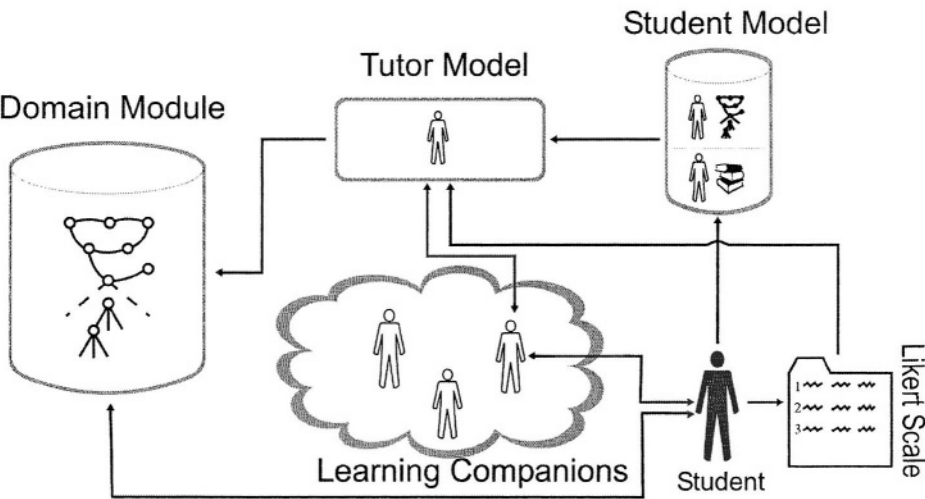 Student Model
Tutor Model
Domain Module
Learning Companions
Student
Likert Scale
1
2
3